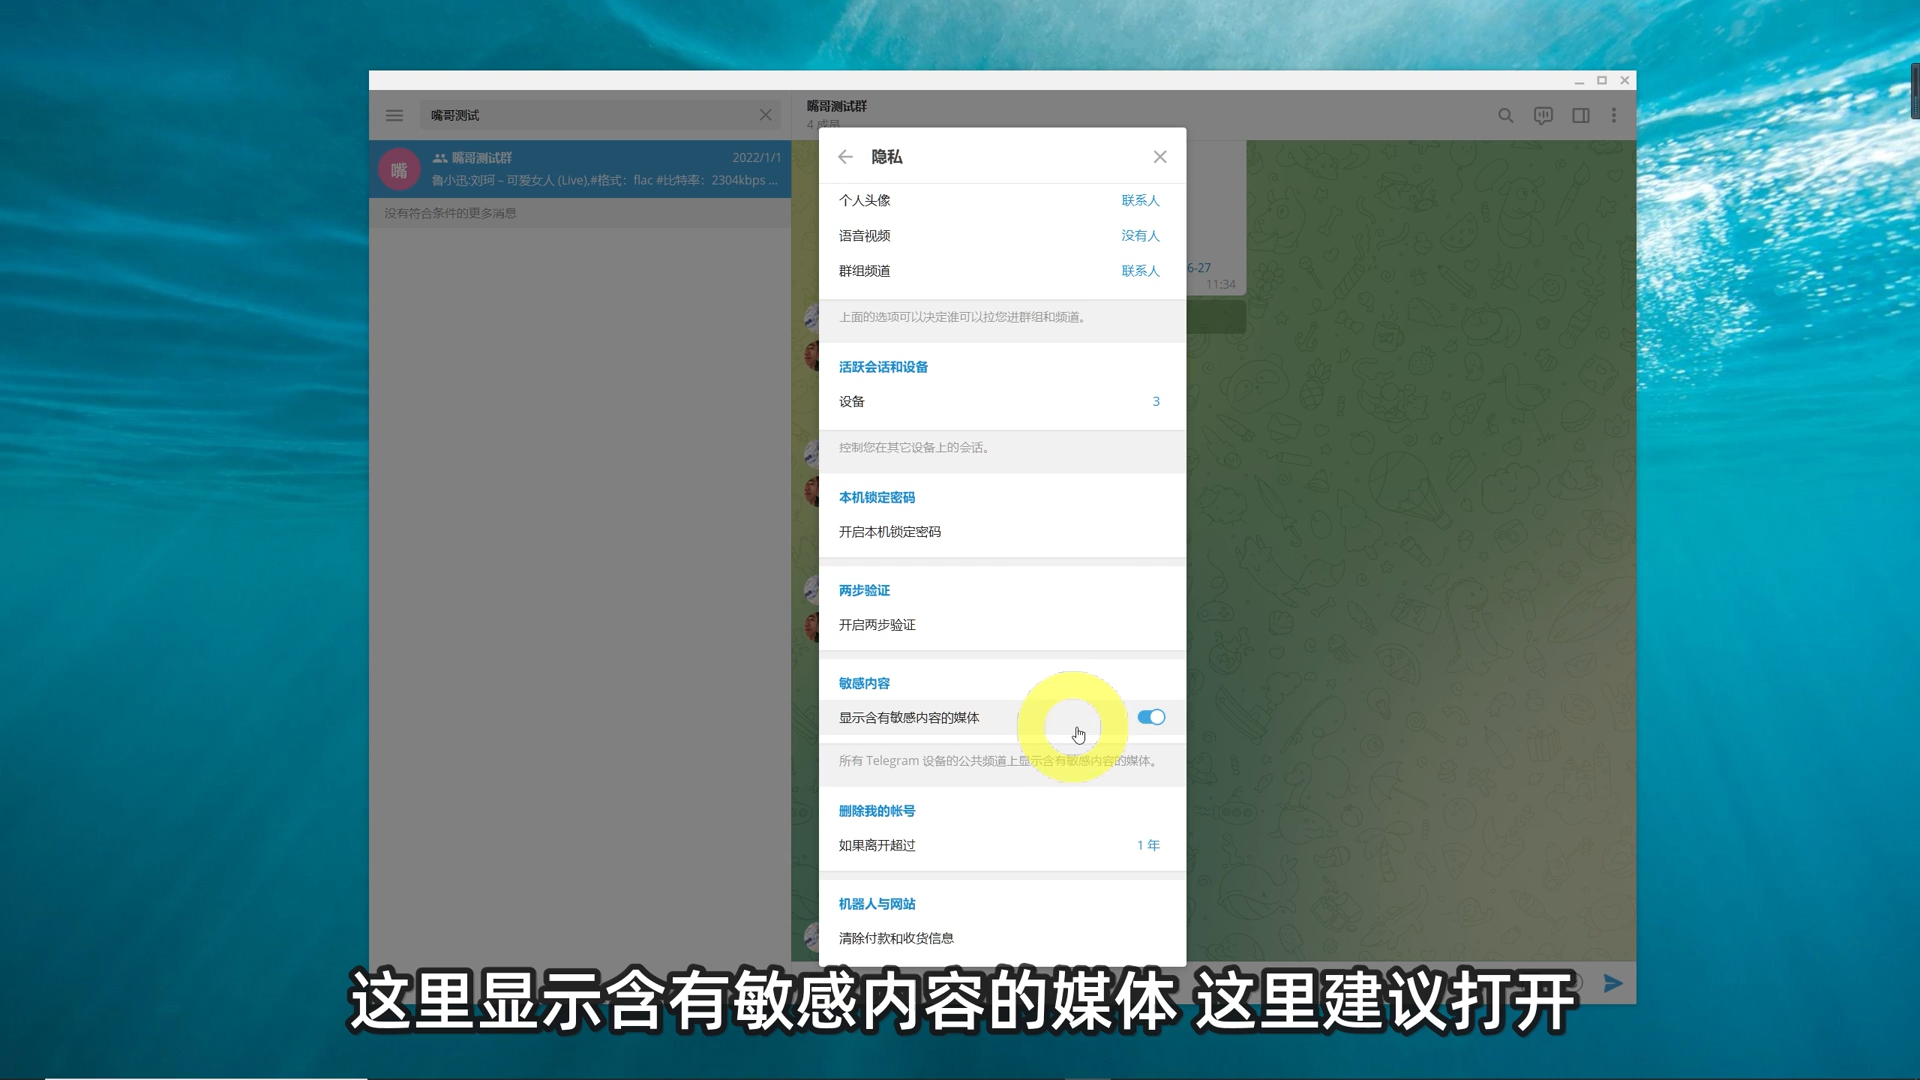 嘴哥测试
嘴哥测试群
嘴
嘴哥测试群
2022/1/1
魯小迅:刘珂 – 可爱女人 (Live),#格式：flac #比特率：2304kbps ...
没有符合条件的更多消息
隐私
个人头像
联系人
语音视频
没有人
群组频道
联系人
6-27
11:34
上面的选项可以决定谁可以拉您进群组和频道。
活跃会话和设备
设备
3
控制您在其它设备上的会话。
本机锁定密码
开启本机锁定密码
两步验证
开启两步验证
敏感内容
显示含有敏感内容的媒体
所有 Telegram 设备的公共频道上显示含有敏感内容的媒体。
删除我的帐号
如果离开超过
1 年
机器人与网站
清除付款和收货信息
这里显示含有敏感内容的媒体 这里建议打开